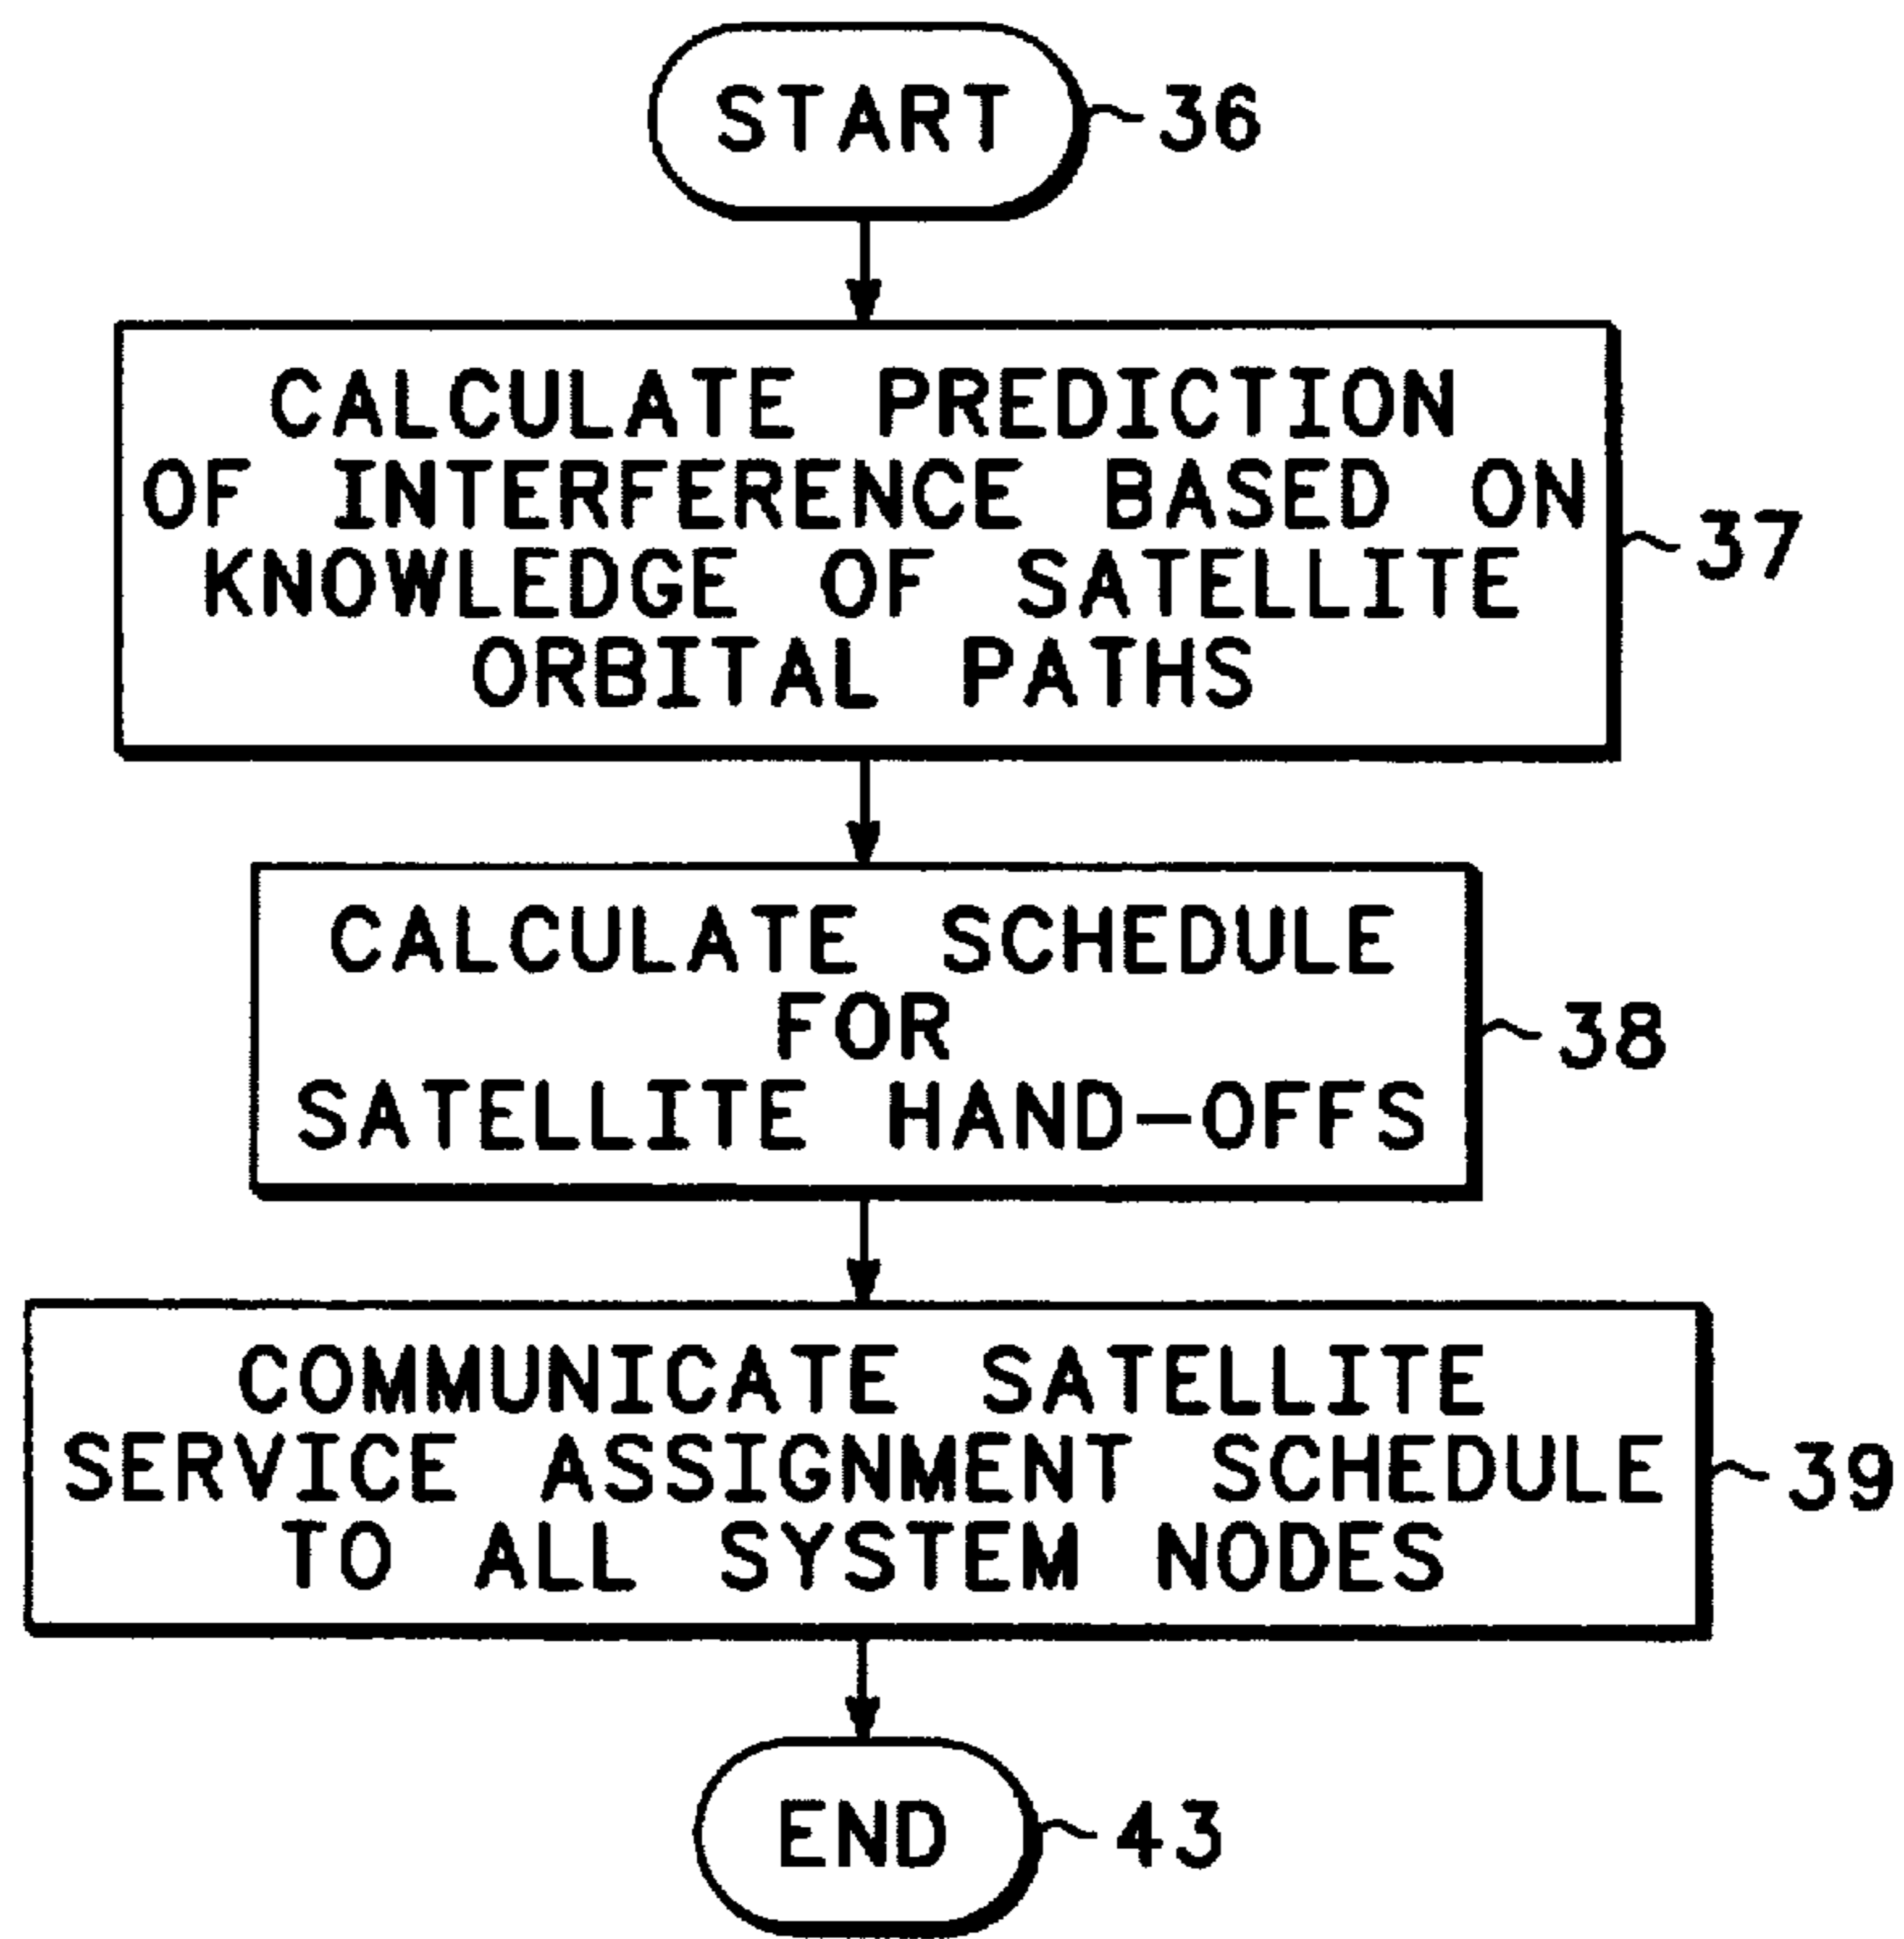 START
36
CALCULATE PREDICTION
OF INTERFERENCE BASED ON
KNOWLEDGE OF SATELLITE
ORBITAL PATHS
37
CALCULATE SCHEDULE
FOR
SATELLITE HAND-OFFS
38
COMMUNICATE SATELLITE
SERVICE ASSIGNMENT SCHEDULE
TO ALL SYSTEM NODES
39
END
43